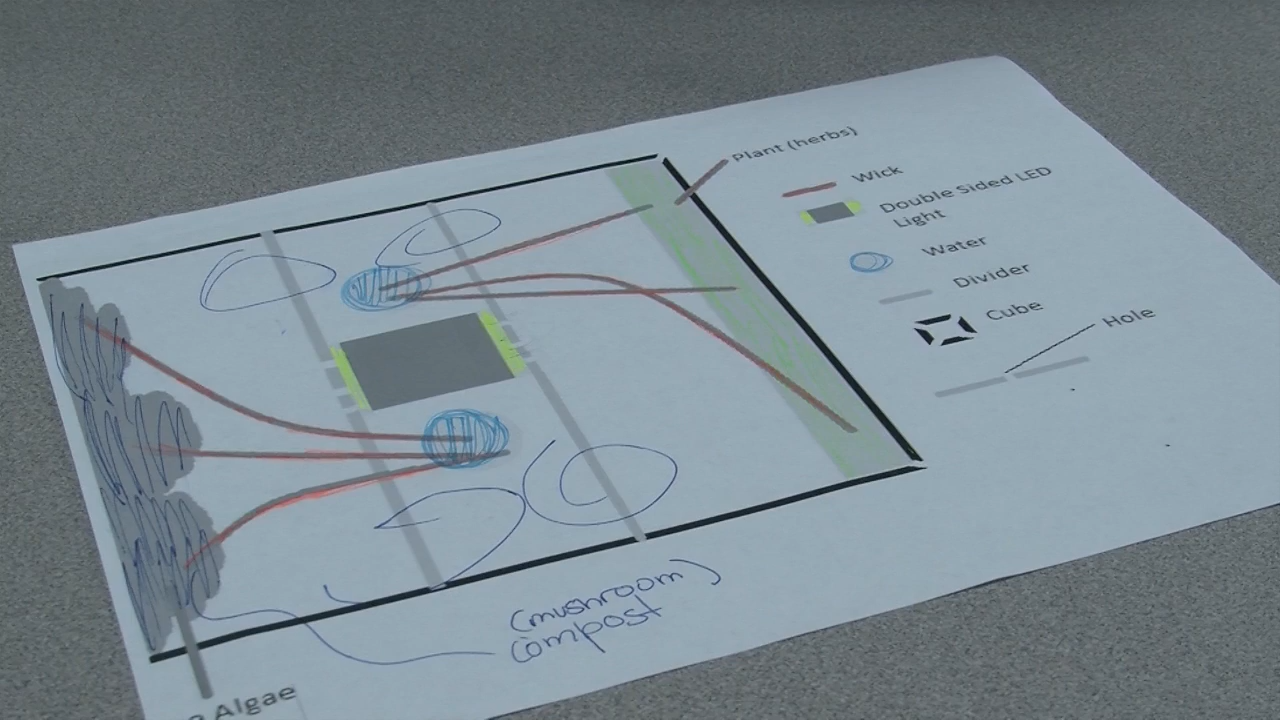 Plant (herbs)
Wick
Double Sided LED
Light
Water
Divider
Cube
Hole
(mushroom)
compost
Algae